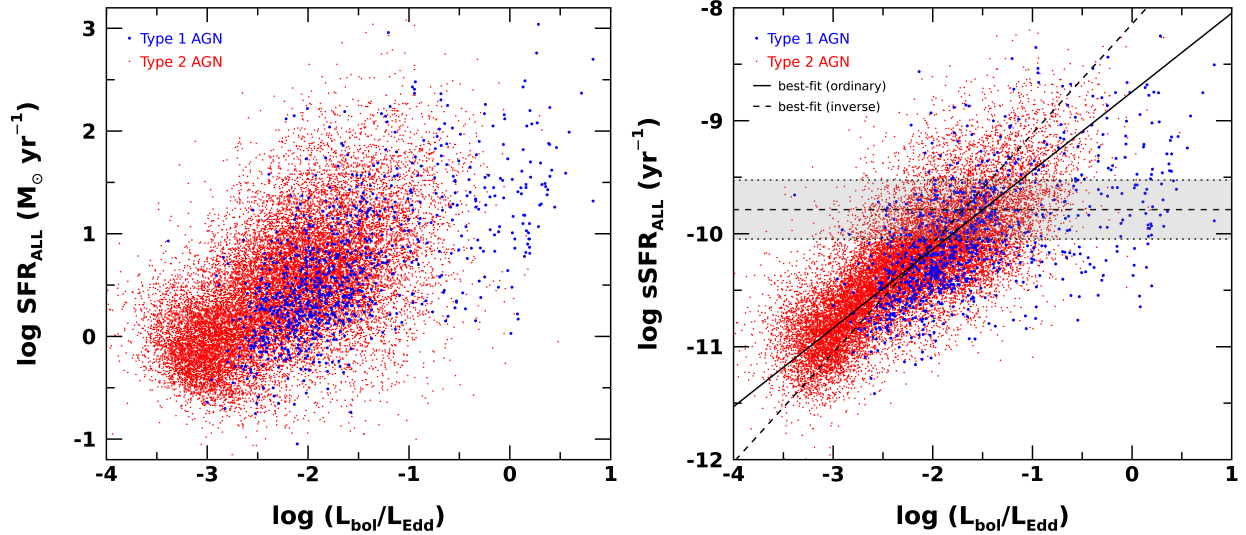 Type 1 AGN
Type 2 AGN
3
2
1
0
-1
-4
-3
-2
-1
0
1
log SFR_ALL (M_⊙ yr^−1)
log (L_bol/L_Edd)
Type 1 AGN
Type 2 AGN
best-fit (ordinary)
best-fit (inverse)
-8
-9
-10
-11
-12
-4
-3
-2
-1
0
1
log sSFR_ALL (yr^−1)
log (L_bol/L_Edd)